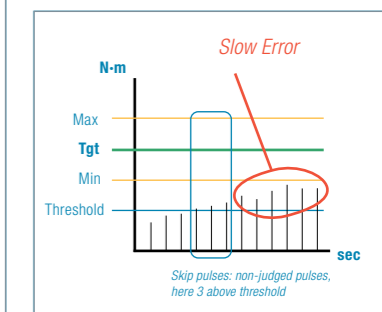 Slow Error
N·m
Max
Tgt
Min
Threshold
sec
Skip pulses: non-judged pulses,
here 3 above threshold